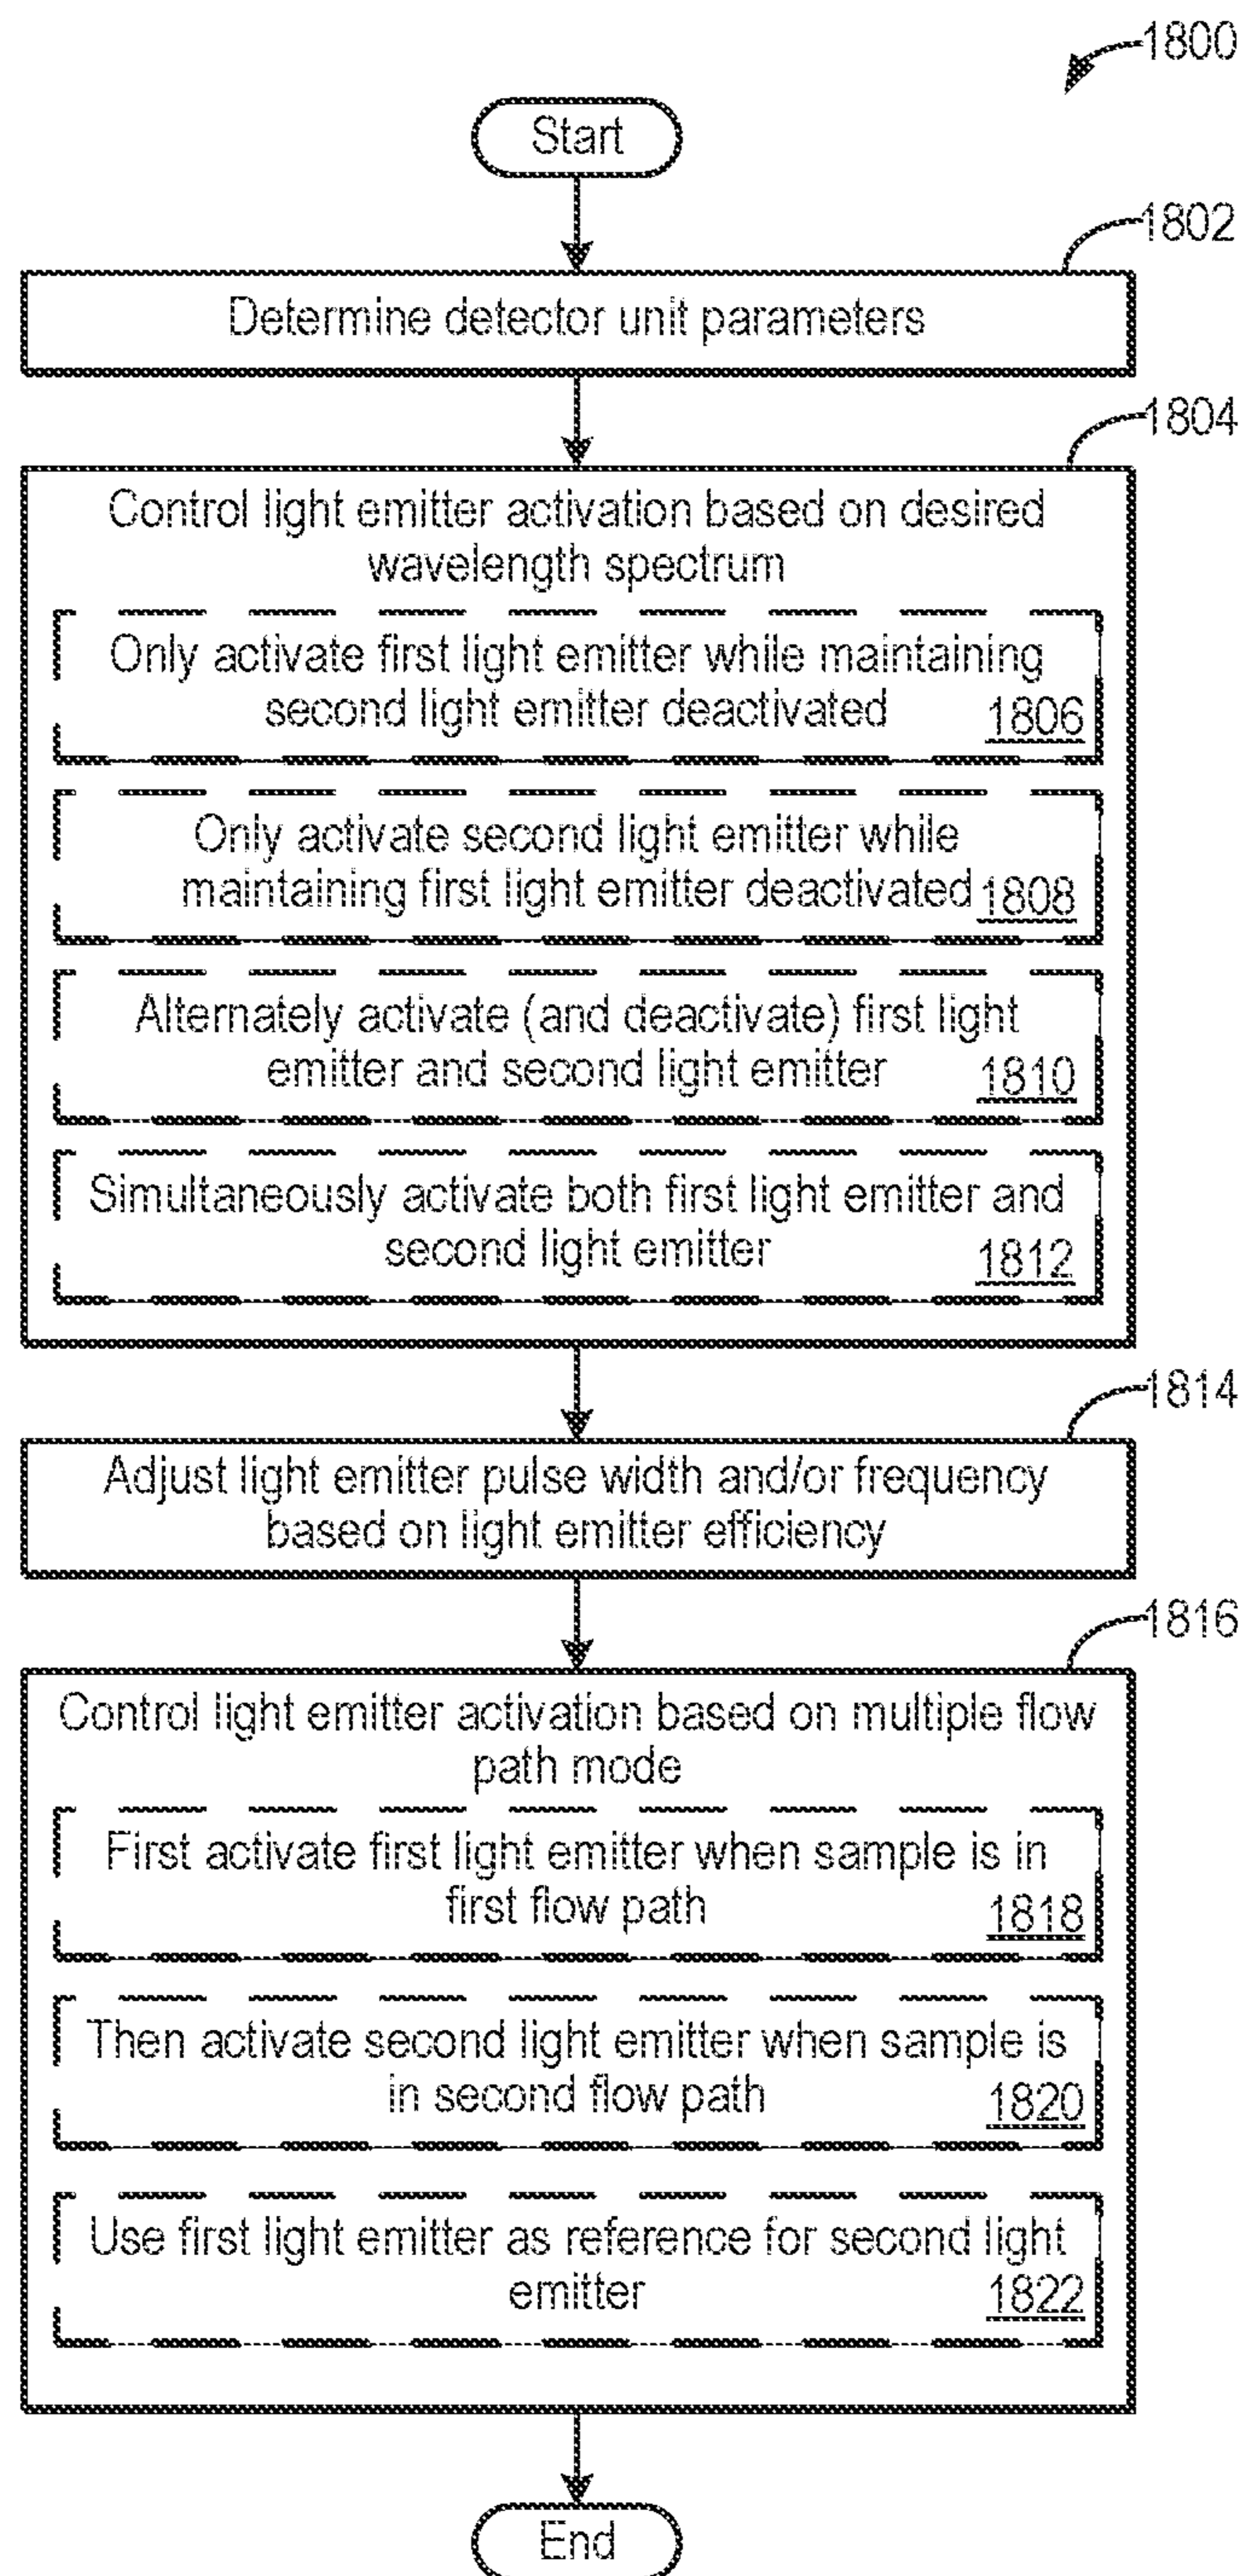 1800
Start
1802
Determine detector unit parameters
1804
Control light emitter activation based on desired
wavelength spectrum
Only activate first light emitter while maintaining
second light emitter deactivated 1806
Only activate second light emitter while
maintaining first light emitter deactivated 1808
Alternately activate (and deactivate) first light
emitter and second light emitter 1810
Simultaneously activate both first light emitter and
second light emitter 1812
1814
Adjust light emitter pulse width and/or frequency
based on light emitter efficiency
1816
Control light emitter activation based on multiple flow
path mode
First activate first light emitter when sample is in
first flow path 1818
Then activate second light emitter when sample is
in second flow path 1820
Use first light emitter as reference for second light
emitter 1822
End